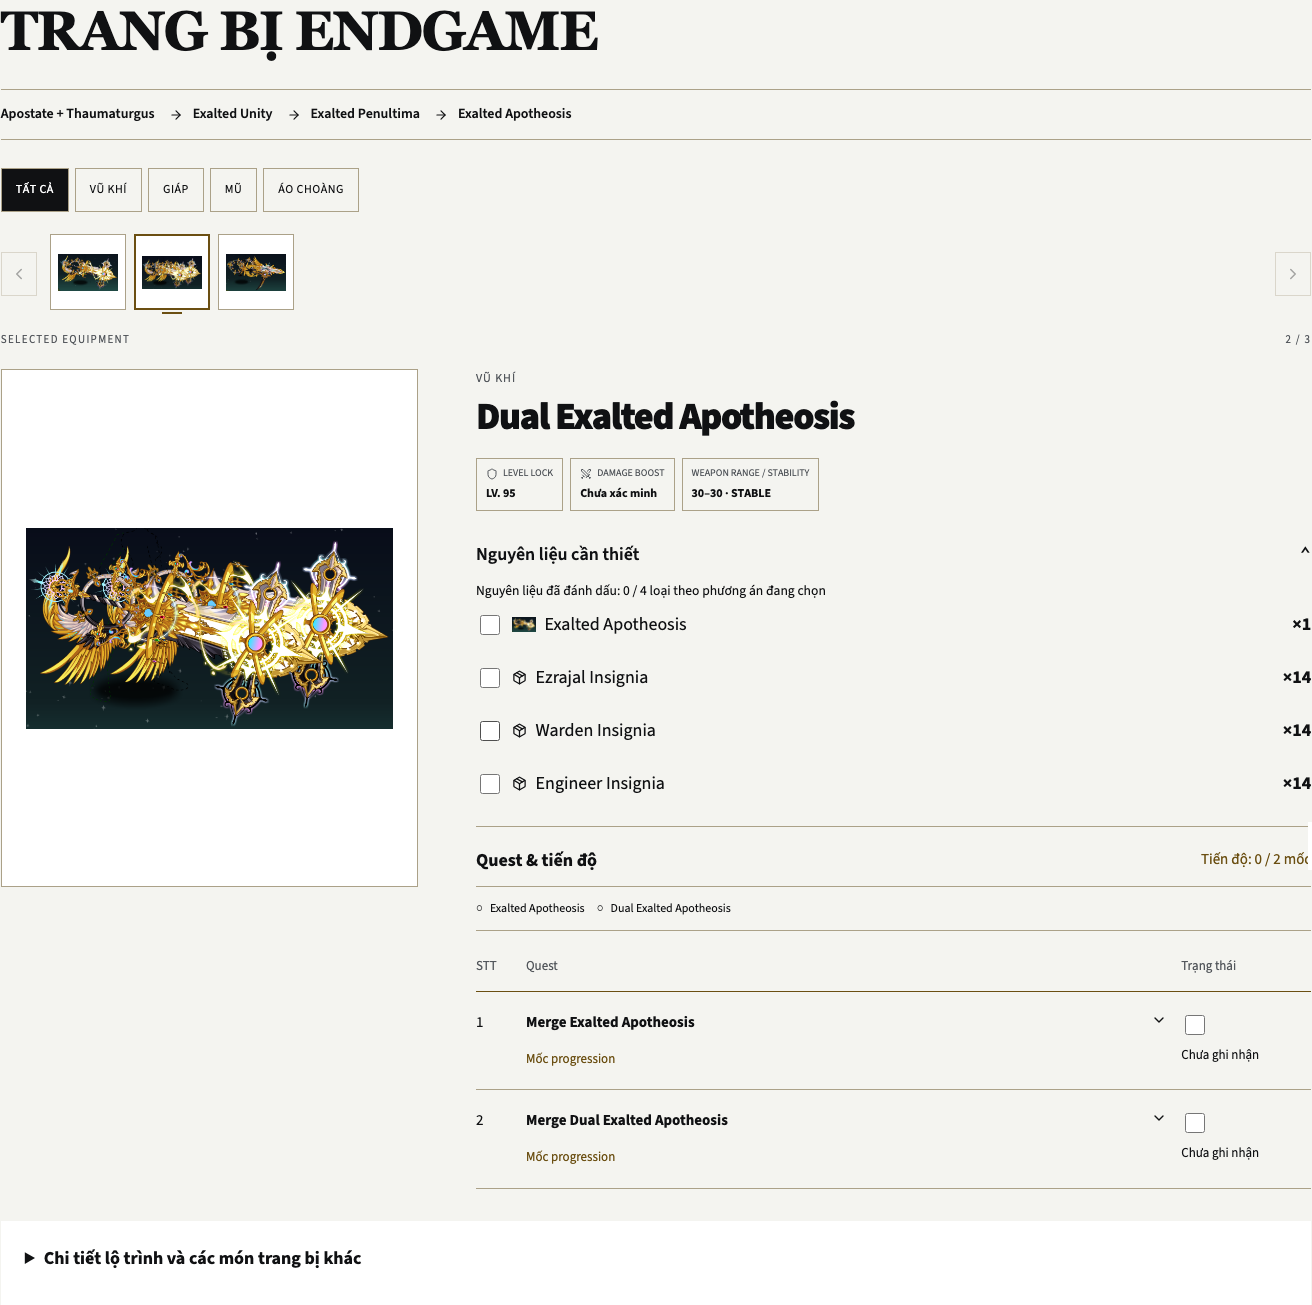 TRANG BỊ ENDGAME
Apostate + Thaumaturgus → Exalted Unity → Exalted Penultima → Exalted Apotheosis
TẤT CẢ VŨ KHÍ GIÁP MŨ ÁO CHOÀNG
SELECTED EQUIPMENT 2 / 3
VŨ KHÍ
Dual Exalted Apotheosis
LEVEL LOCK DAMAGE BOOST WEAPON RANGE / STABILITY
LV. 95 Chưa xác minh 30–30 · STABLE
Nguyên liệu cần thiết
Nguyên liệu đã đánh dấu: 0 / 4 loại theo phương án đang chọn
Exalted Apotheosis ×1
Ezrajal Insignia ×14
Warden Insignia ×14
Engineer Insignia ×14
Quest & tiến độ Tiến độ: 0 / 2 mốc
Exalted Apotheosis Dual Exalted Apotheosis
STT Quest Trạng thái
1 Merge Exalted Apotheosis
Mốc progression Chưa ghi nhận
2 Merge Dual Exalted Apotheosis
Mốc progression Chưa ghi nhận
Chi tiết lộ trình và các món trang bị khác